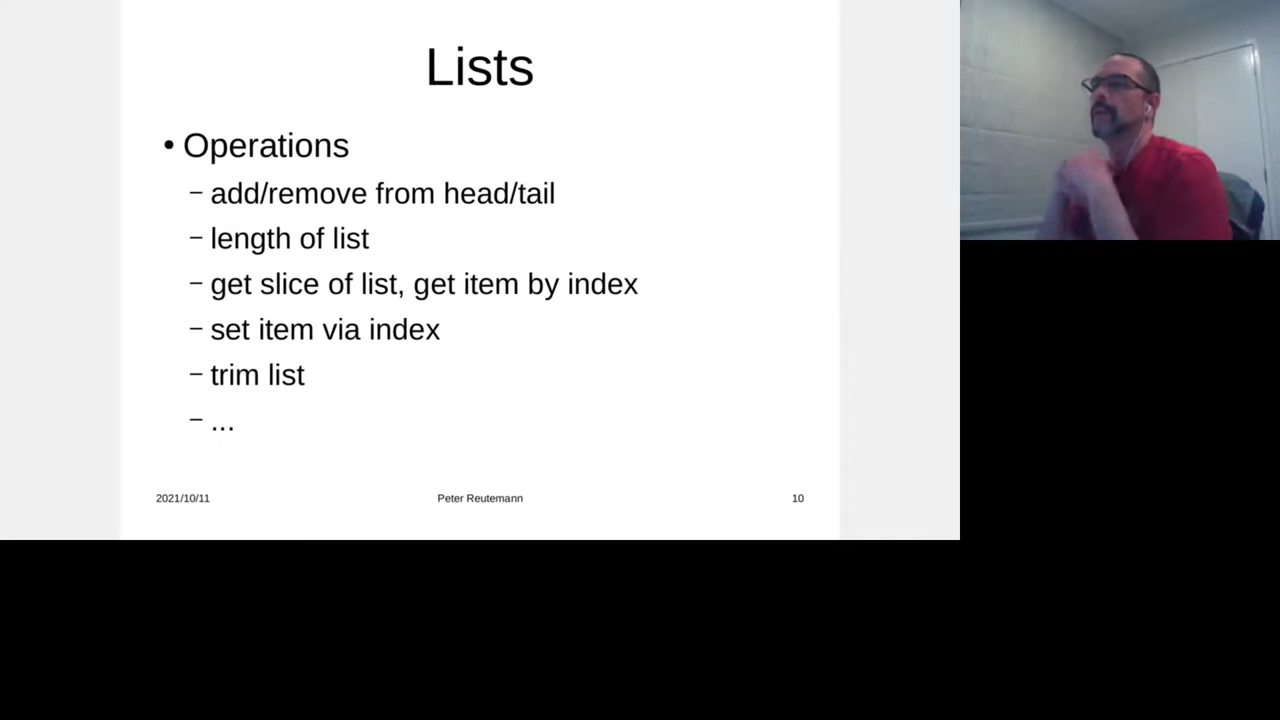 Lists
• Operations
– add/remove from head/tail
– length of list
– get slice of list, get item by index
– set item via index
– trim list
– ...
2021/10/11 Peter Reutemann 10